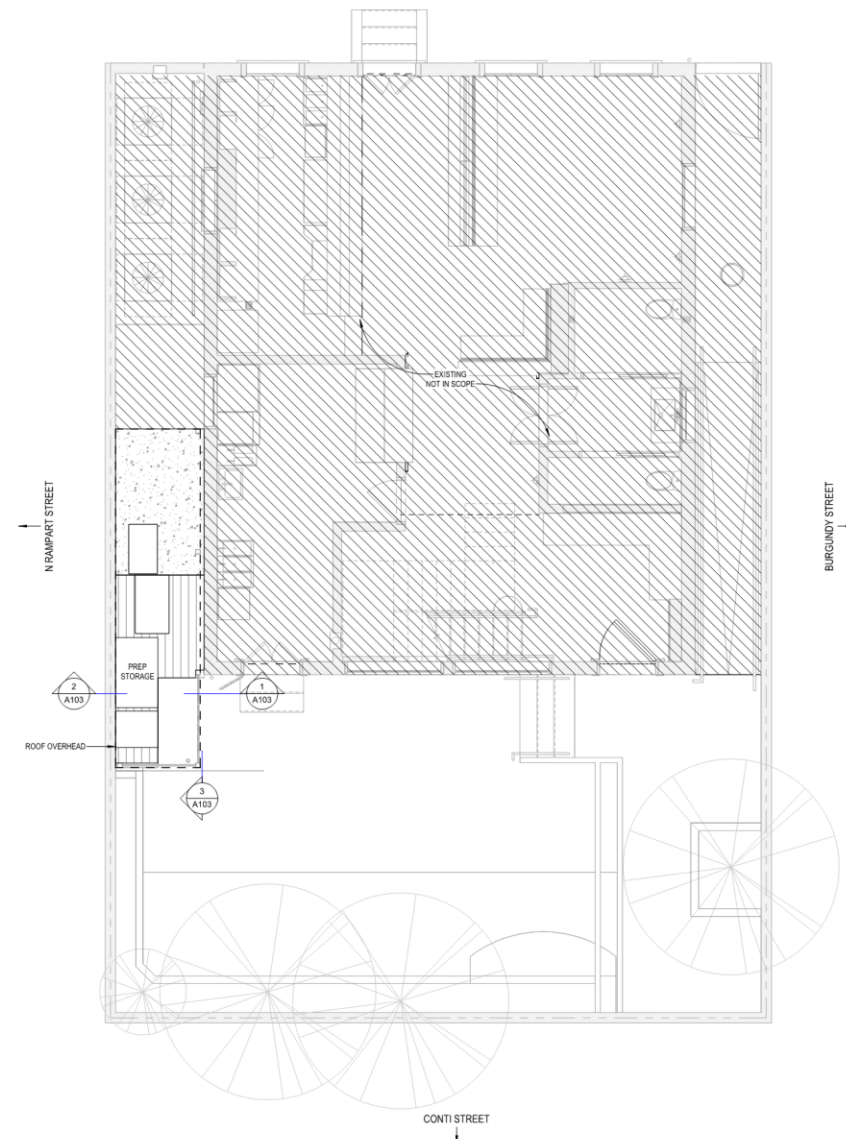 EXISTING
NOT IN SCOPE
N RAMPART STREET
BURGUNDY STREET
PREP
STORAGE
2
A103
1
A103
ROOF OVERHEAD
3
A103
CONTI STREET